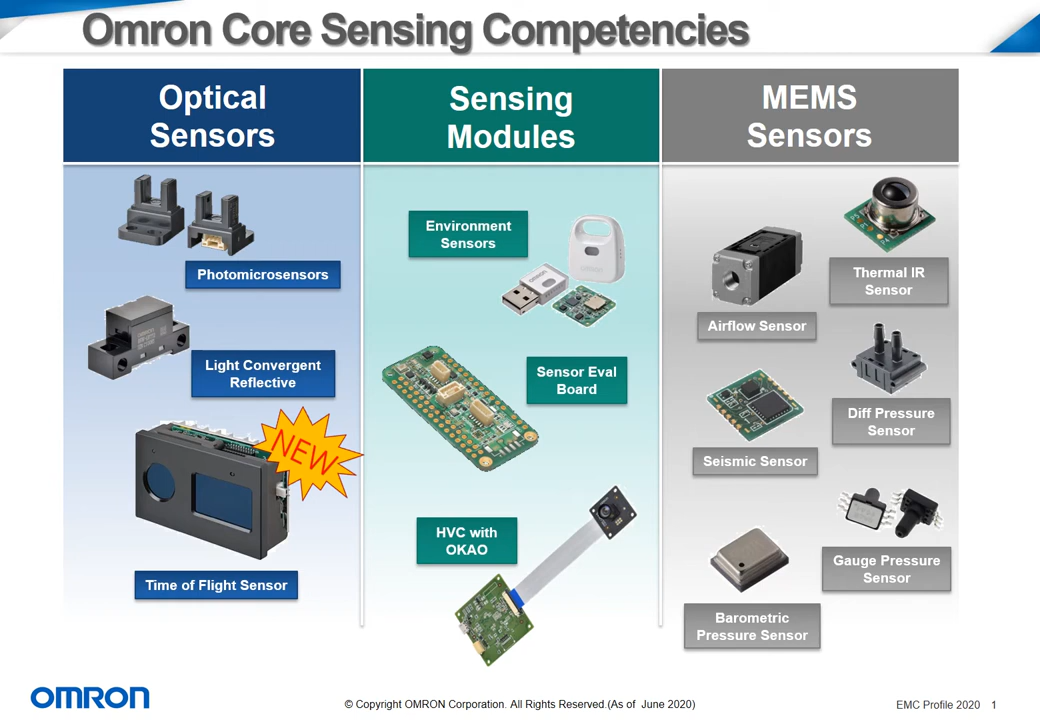 Omron Core Sensing Competencies
Optical
Sensors
Sensing
Modules
MEMS
Sensors
Photomicrosensors
Light Convergent
Reflective
NEW
Time of Flight Sensor
Environment
Sensors
OMRON
OMRON
Sensor Eval
Board
HVC with
OKAO
Thermal IR
Sensor
Airflow Sensor
Diff Pressure
Sensor
Seismic Sensor
Gauge Pressure
Sensor
Barometric
Pressure Sensor
OMRON
© Copyright OMRON Corporation. All Rights Reserved.(As of June 2020)
EMC Profile 2020 1